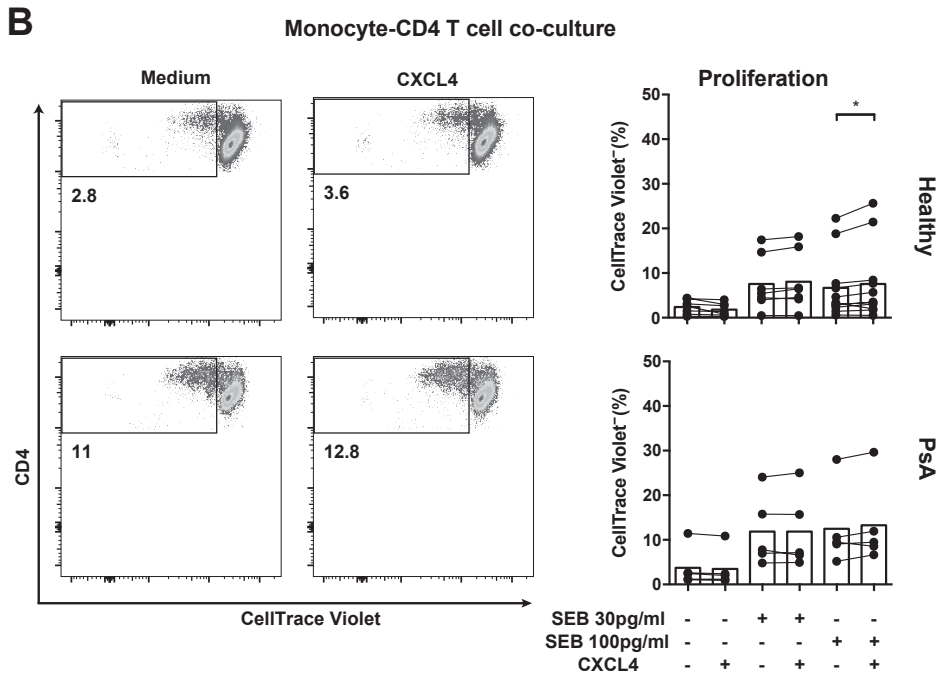 B
Monocyte-CD4 T cell co-culture
Medium
CXCL4
Proliferation
2.8
3.6
CellTrace Violet⁻(%)
50
40
30
20
10
0
*
Healthy
11
12.8
CellTrace Violet⁻(%)
50
40
30
20
10
0
PsA
CD4
CellTrace Violet
SEB 30pg/ml - - + + - -
SEB 100pg/ml - - - - + +
CXCL4 - + - + - +